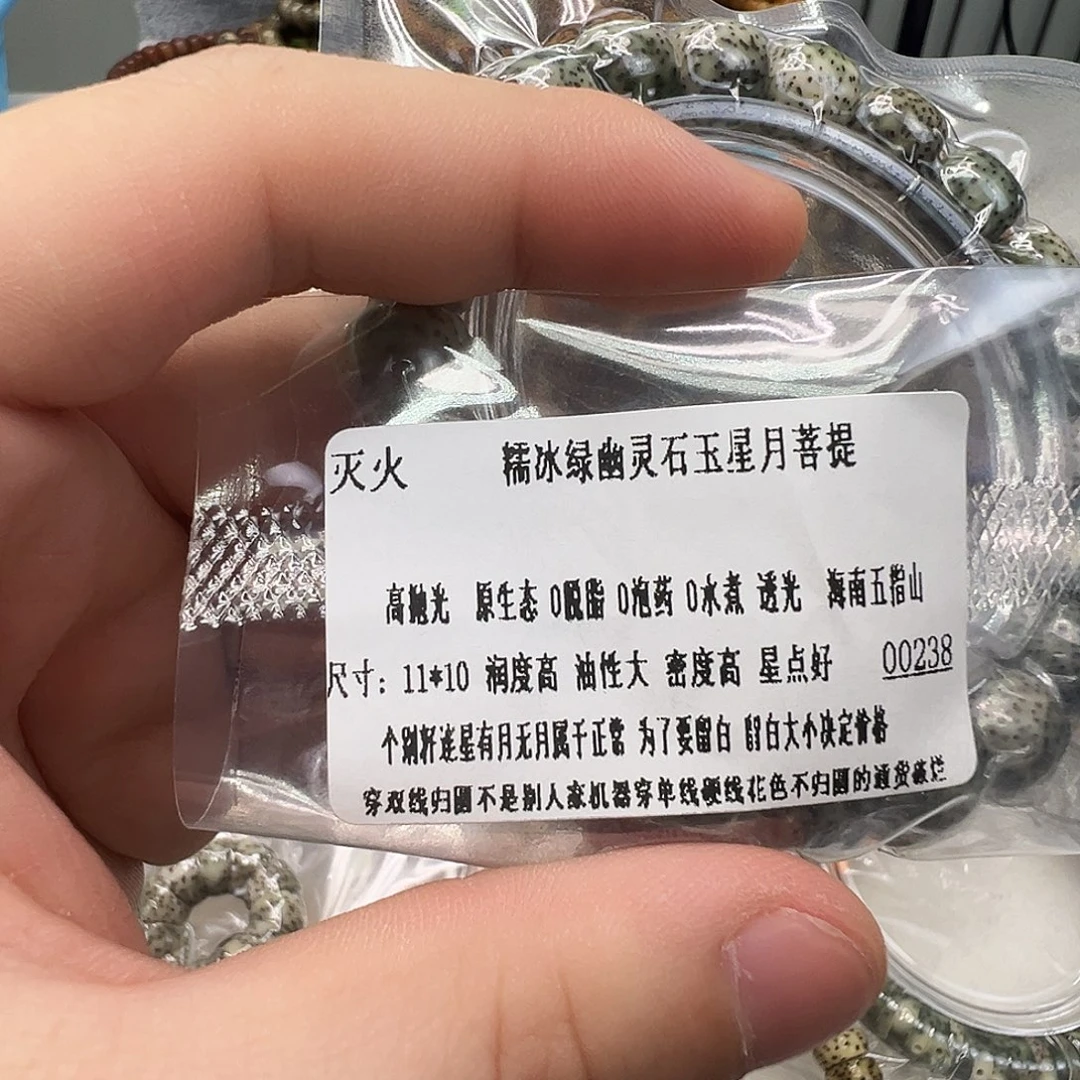 灭火 糯冰绿幽灵石玉星月菩提
高抛光 原生态 0脱脂 0泡药 0水煮 透光 海南五指山
尺寸：11*10 润度高 油性大 密度高 星点好 00238
个别籽连星有月无月属于正常 为了要留白 留白大小决定价格
穿双线归圆不是别人家机器穿单线硬线花色不归圆的通货破烂